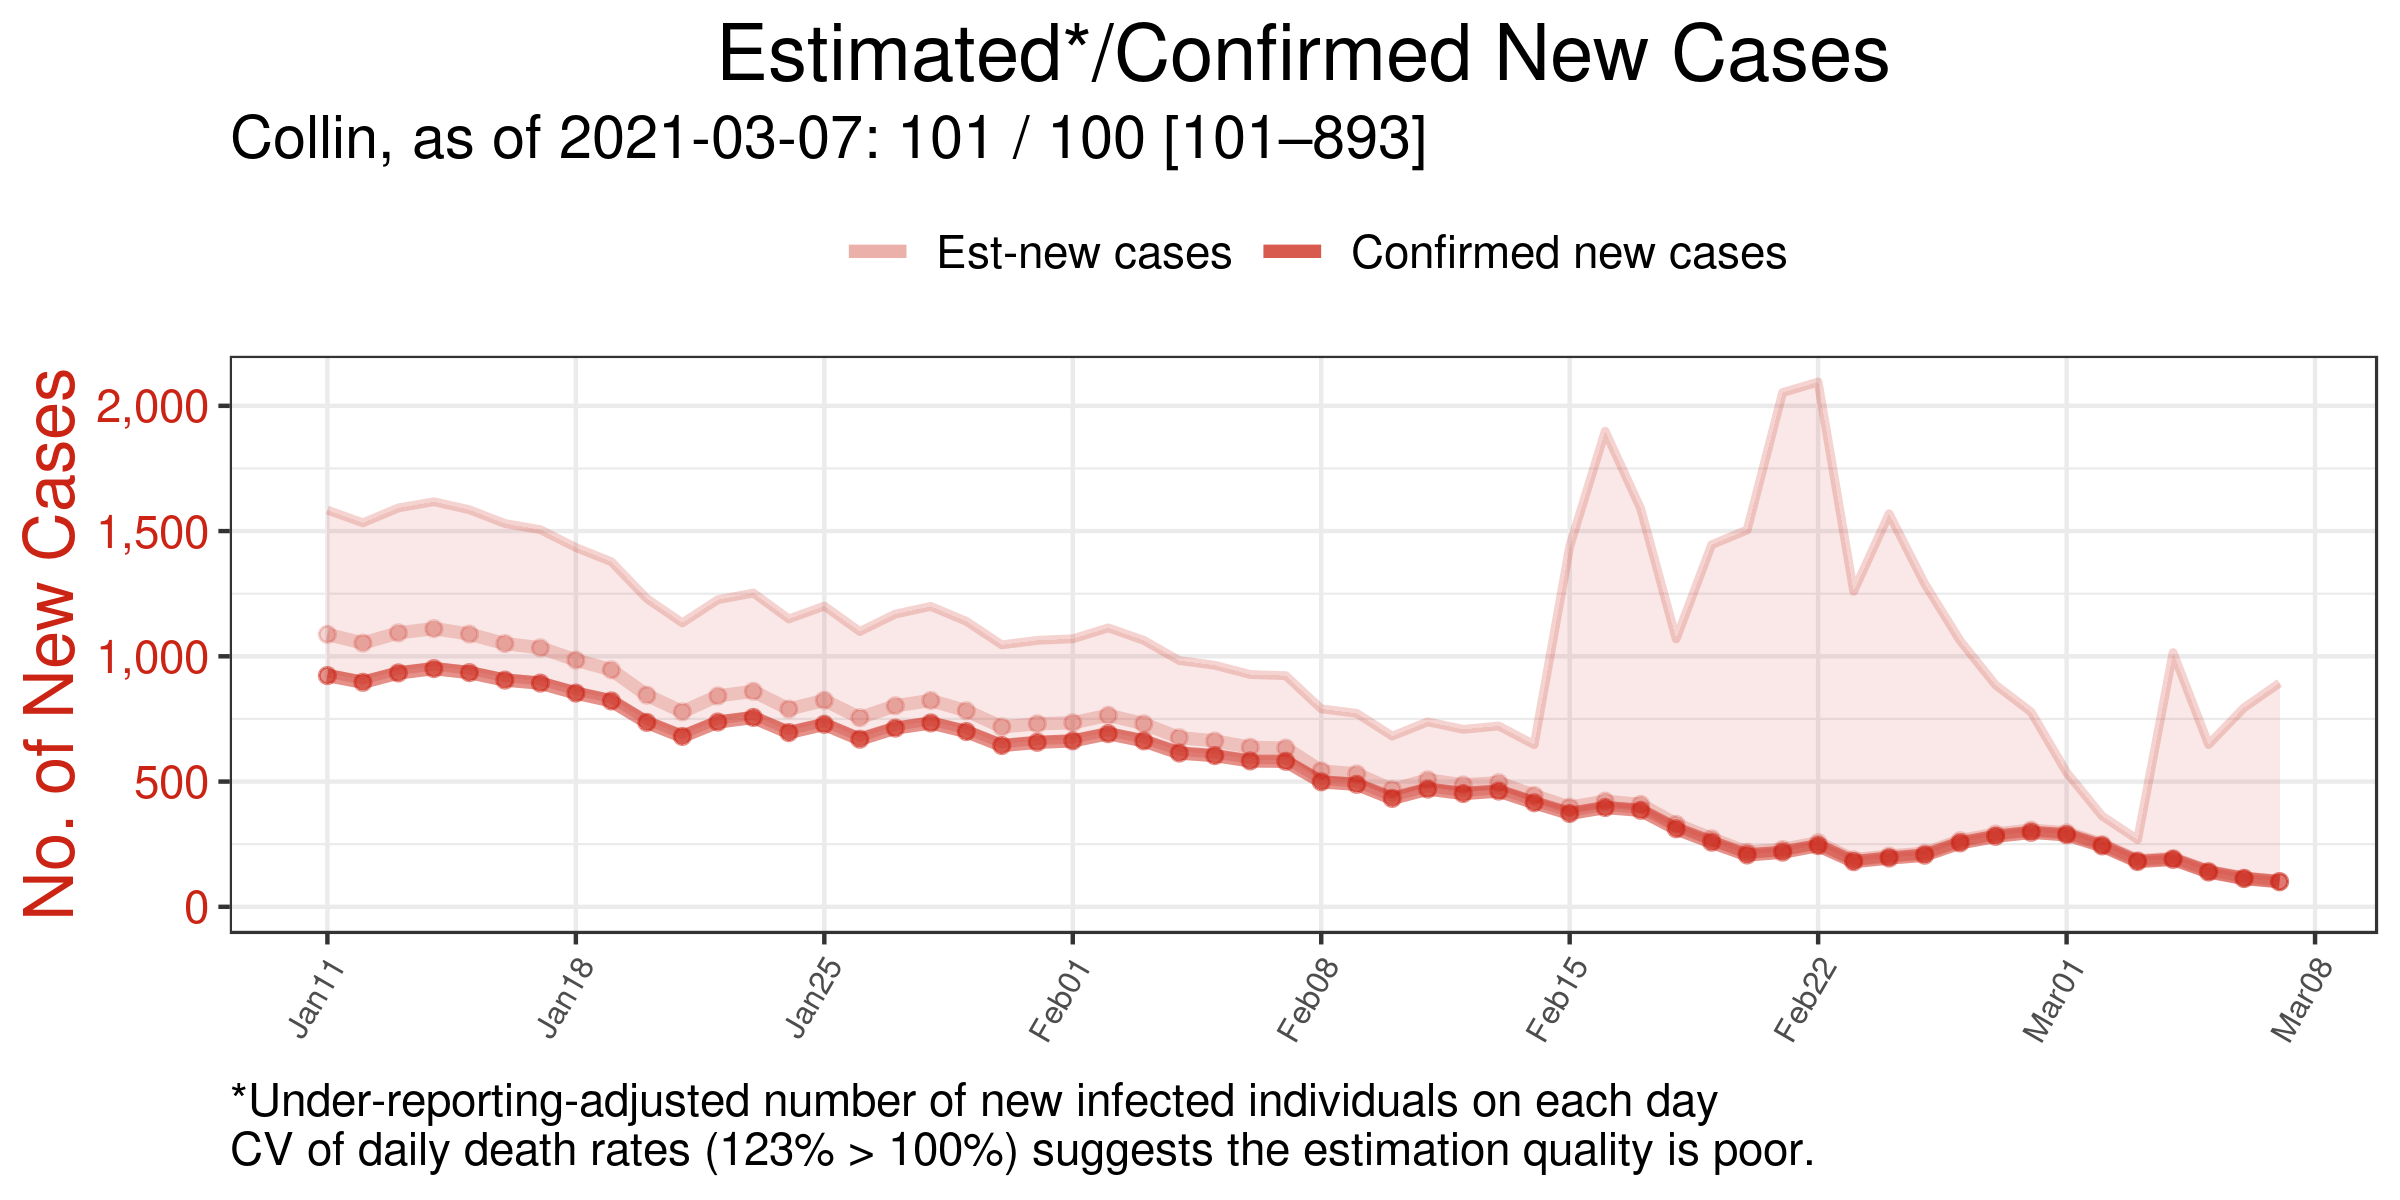 Estimated*/Confirmed New Cases
Collin, as of 2021-03-07: 101 / 100 [101–893]
Est-new cases
Confirmed new cases
No. of New Cases
2,000
1,500
1,000
500
0
Jan11
Jan18
Jan25
Feb01
Feb08
Feb15
Feb22
Mar01
Mar08
*Under-reporting-adjusted number of new infected individuals on each day
CV of daily death rates (123% > 100%) suggests the estimation quality is poor.